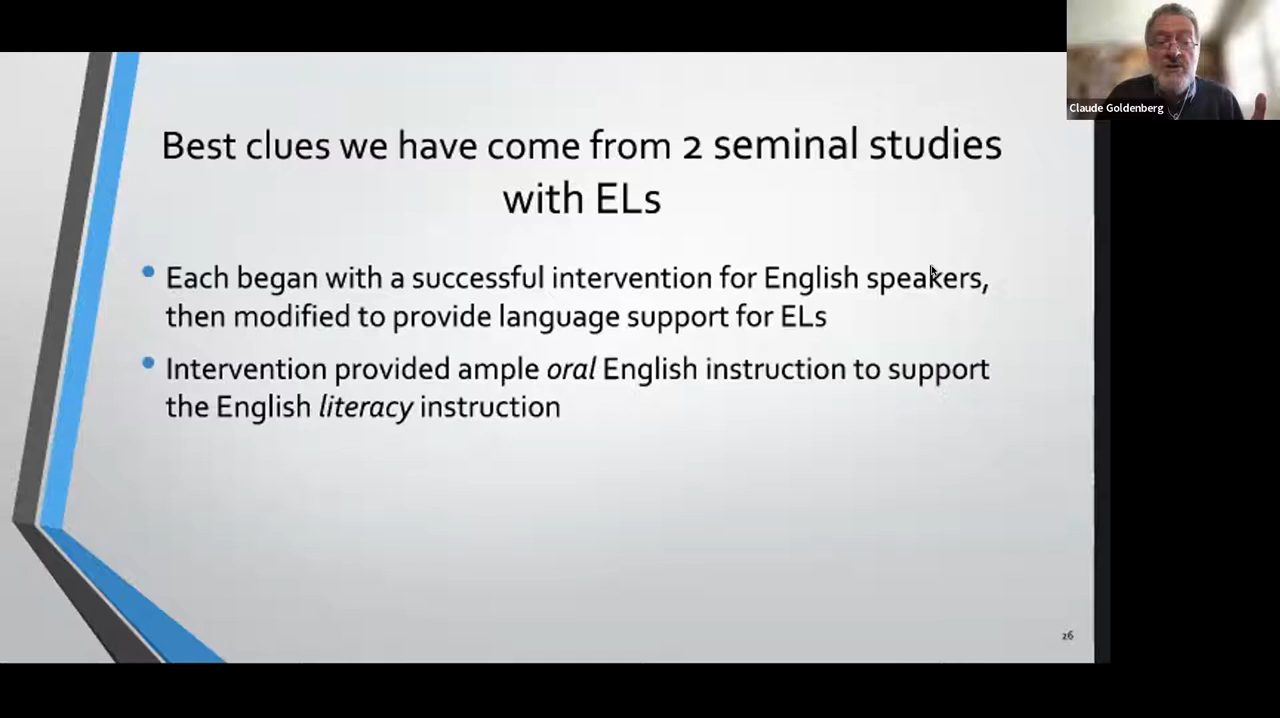 Claude Goldenberg
Best clues we have come from 2 seminal studies
with ELs
Each began with a successful intervention for English speakers,
then modified to provide language support for ELs
Intervention provided ample oral English instruction to support
the English literacy instruction
26